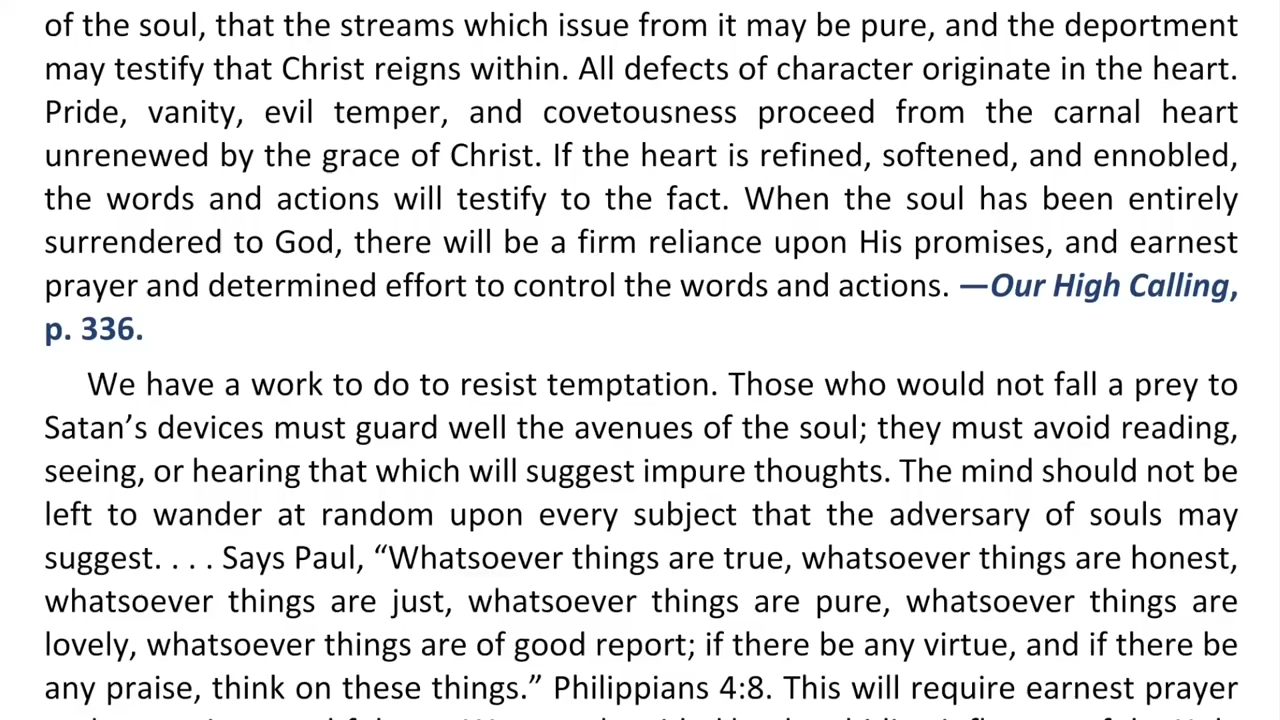 of the soul, that the streams which issue from it may be pure, and the deportment
may testify that Christ reigns within. All defects of character originate in the heart.
Pride, vanity, evil temper, and covetousness proceed from the carnal heart
unrenewed by the grace of Christ. If the heart is refined, softened, and ennobled,
the words and actions will testify to the fact. When the soul has been entirely
surrendered to God, there will be a firm reliance upon His promises, and earnest
prayer and determined effort to control the words and actions. —Our High Calling,
p. 336.
We have a work to do to resist temptation. Those who would not fall a prey to
Satan’s devices must guard well the avenues of the soul; they must avoid reading,
seeing, or hearing that which will suggest impure thoughts. The mind should not be
left to wander at random upon every subject that the adversary of souls may
suggest. . . . Says Paul, “Whatsoever things are true, whatsoever things are honest,
whatsoever things are just, whatsoever things are pure, whatsoever things are
lovely, whatsoever things are of good report; if there be any virtue, and if there be
any praise, think on these things.” Philippians 4:8. This will require earnest prayer